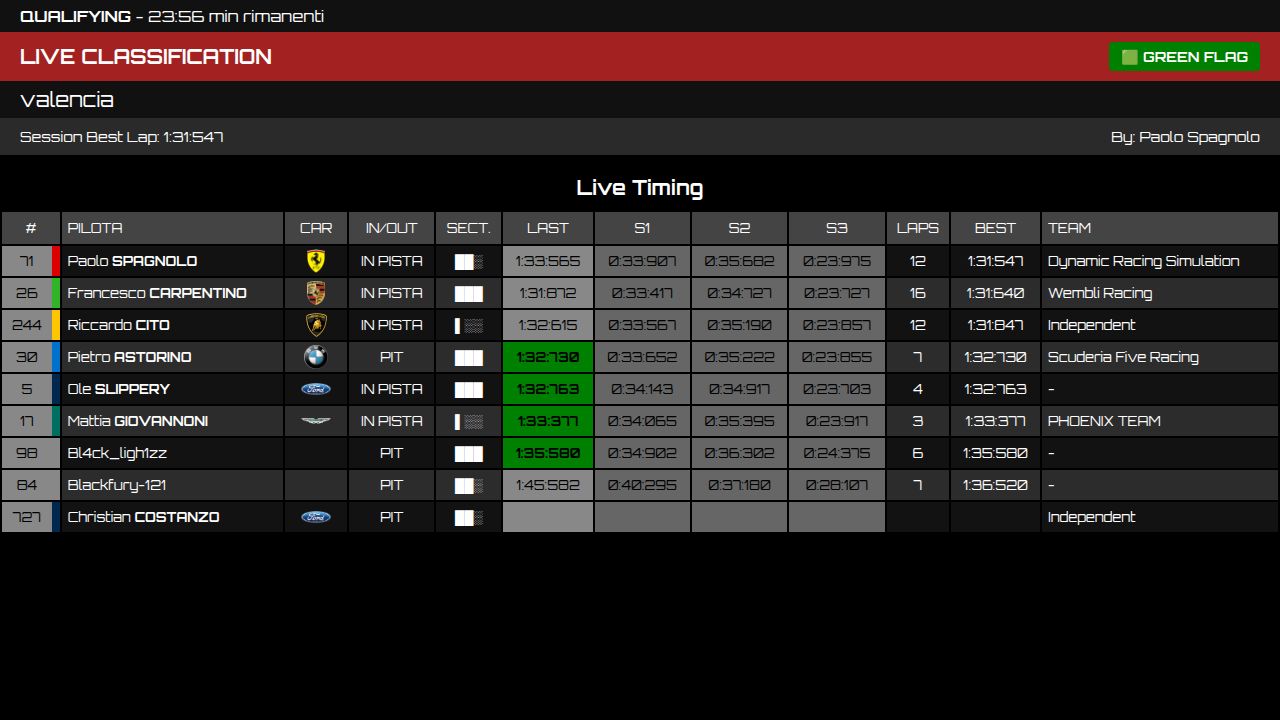 QUALIFYING - 23:56 min rimanenti
LIVE CLASSIFICATION
GREEN FLAG
valencia
Session Best Lap: 1:31:547 By: Paolo Spagnolo
Live Timing
# PILOTA CAR IN/OUT SECT. LAST S1 S2 S3 LAPS BEST TEAM
71 Paolo SPAGNOLO IN PISTA 1:33:565 0:33:907 0:35:682 0:23:975 12 1:31:547 Dynamic Racing Simulation
26 Francesco CARPENTINO IN PISTA 1:31:872 0:33:417 0:34:727 0:23:727 16 1:31:640 Wembli Racing
244 Riccardo CITO IN PISTA 1:32:615 0:33:567 0:35:190 0:23:857 12 1:31:847 Independent
30 Pietro ASTORINO PIT 1:32:730 0:33:652 0:35:222 0:23:855 7 1:32:730 Scuderia Five Racing
5 Ole SLIPPERY Ford IN PISTA 1:32:763 0:34:143 0:34:917 0:23:703 4 1:32:763 -
17 Mattia GIOVANNONI IN PISTA 1:33:377 0:34:065 0:35:395 0:23:917 3 1:33:377 PHOENIX TEAM
98 Bl4ck_ligh1zz PIT 1:35:580 0:34:902 0:36:302 0:24:375 6 1:35:580 -
84 Blackfury-121 PIT 1:45:582 0:40:295 0:37:180 0:28:107 7 1:36:520 -
727 Christian COSTANZO Ford PIT Independent